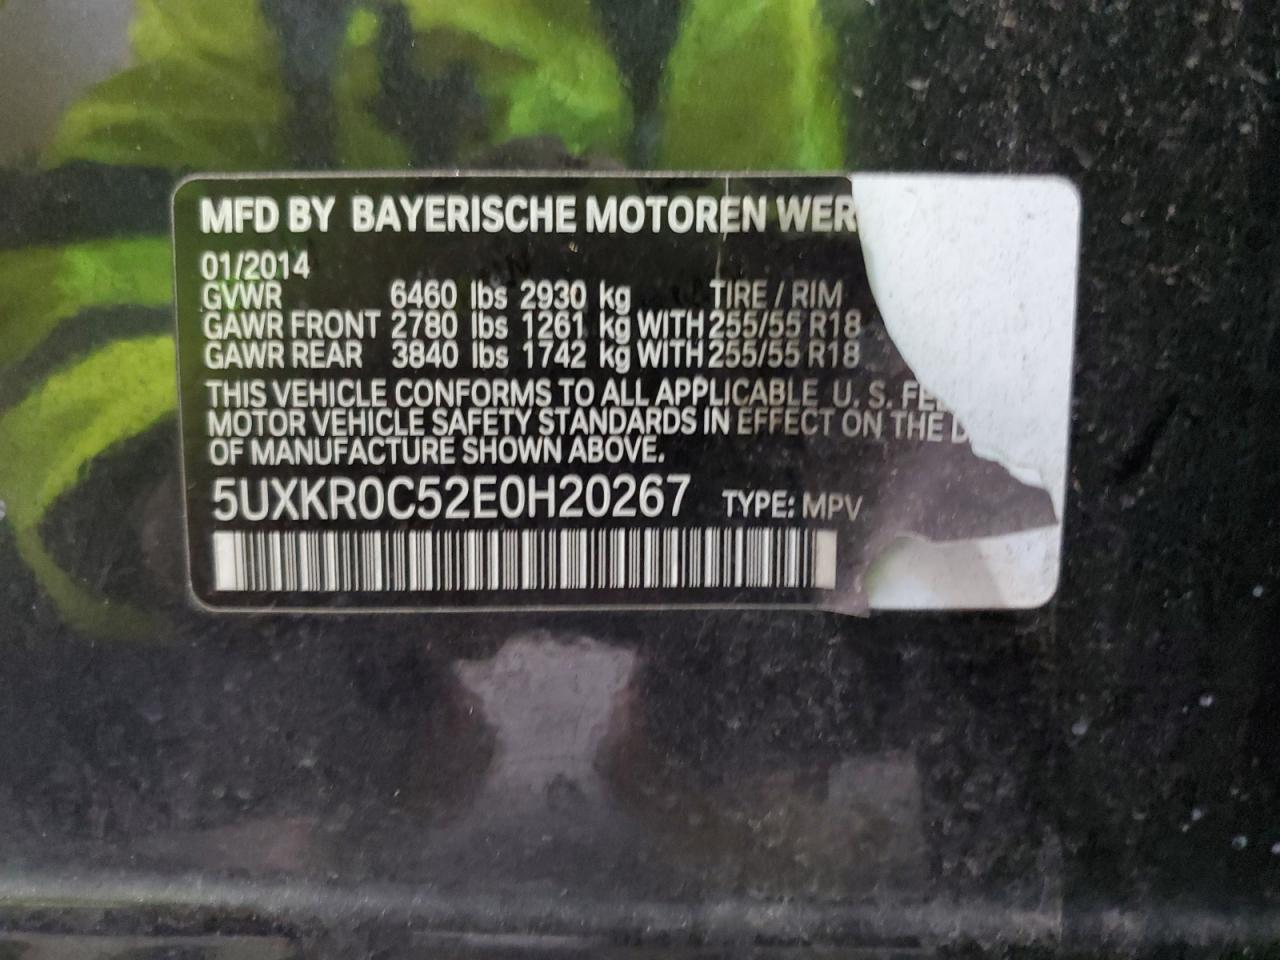 MFD BY BAYERISCHE MOTOREN WER
01/2014
GVWR 6460 lbs 2930 kg TIRE / RIM
GAWR FRONT 2780 lbs 1261 kg WITH 255/55 R18
GAWR REAR 3840 lbs 1742 kg WITH 255/55 R18
THIS VEHICLE CONFORMS TO ALL APPLICABLE U. S. FE
MOTOR VEHICLE SAFETY STANDARDS IN EFFECT ON THE D
OF MANUFACTURE SHOWN ABOVE.
5UXKR0C52E0H20267 TYPE: MPV